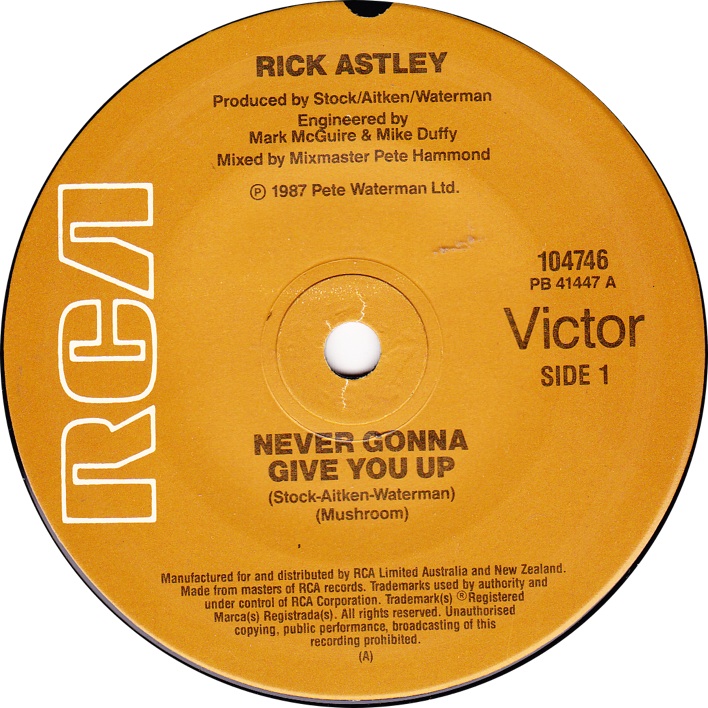 RICK ASTLEY
Produced by Stock/Aitken/Waterman
Engineered by
Mark McGuire & Mike Duffy
Mixed by Mixmaster Pete Hammond
℗ 1987 Pete Waterman Ltd.
RCA
104746
PB 41447 A
Victor
SIDE 1
NEVER GONNA
GIVE YOU UP
(Stock-Aitken-Waterman)
(Mushroom)
Manufactured for and distributed by RCA Limited Australia and New Zealand.
Made from masters of RCA records. Trademarks used by authority and
under control of RCA Corporation. Trademark(s) ® Registered
Marca(s) Registrada(s). All rights reserved. Unauthorised
copying, public performance, broadcasting of this
recording prohibited.
(A)